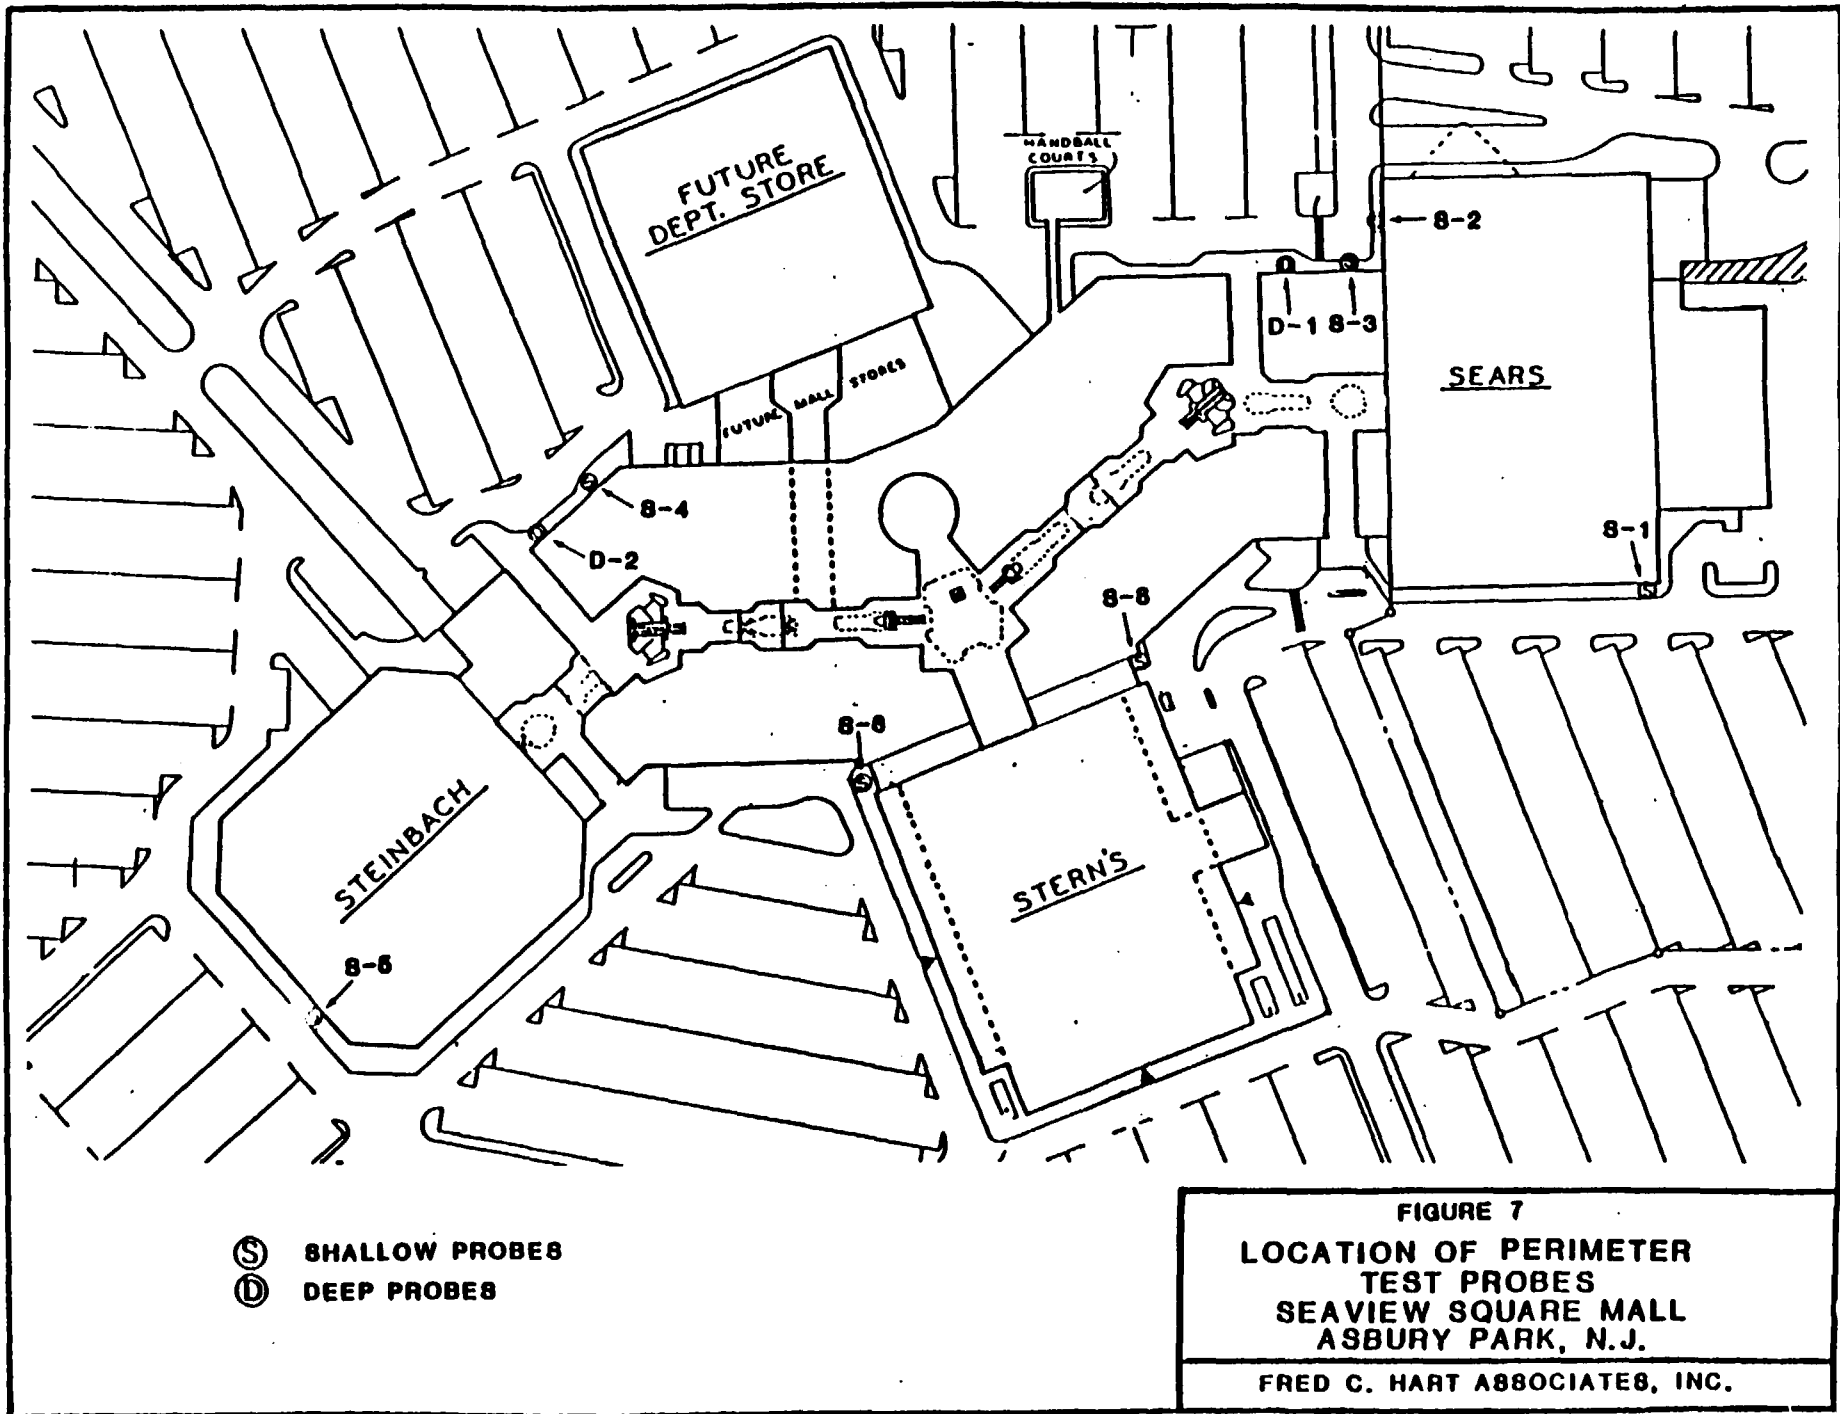 HANDBALL
COURTS
FUTURE
DEPT. STORE
S-2
D-1 S-3
SEARS
FUTURE MALL STORES
S-4
D-2
S-1
S-8
S-6
STEINBACH
STERN'S
S-5
S SHALLOW PROBES
D DEEP PROBES
FIGURE 7
LOCATION OF PERIMETER
TEST PROBES
SEAVIEW SQUARE MALL
ASBURY PARK, N.J.
FRED C. HART ASSOCIATES, INC.